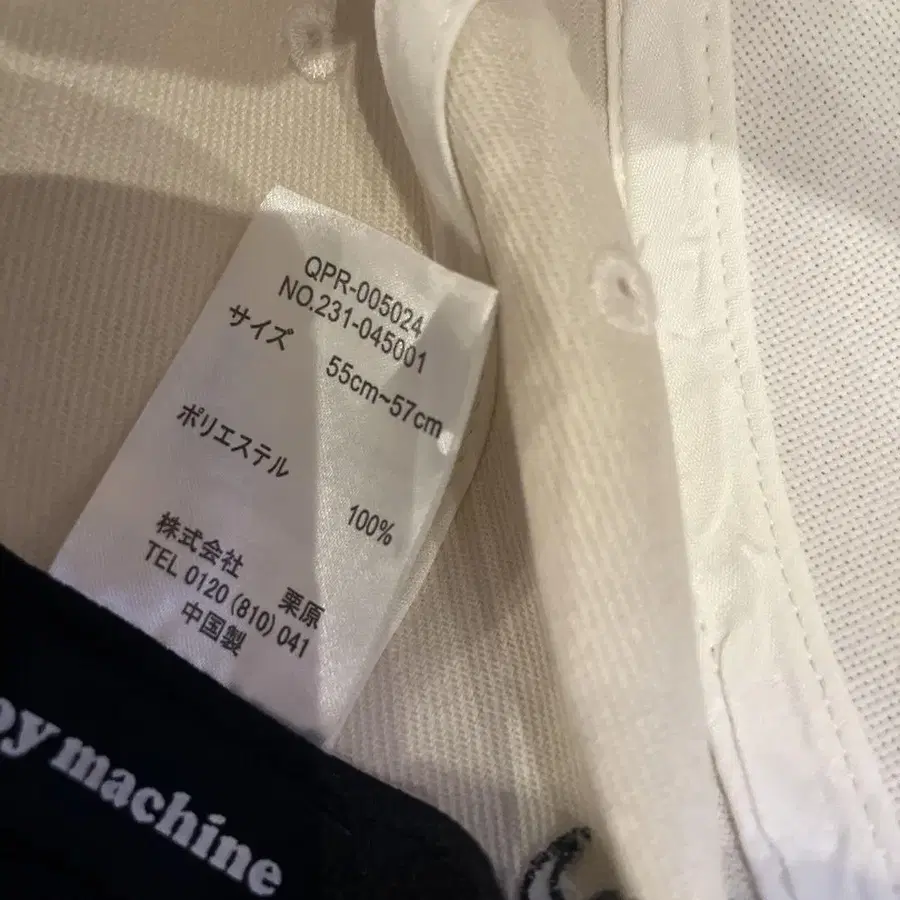 QPR-005024
NO.231-045001
サイズ
55cm~57cm
ポリエステル
100%
株式会社 栗原
TEL 0120 (810) 041
中国製
machine